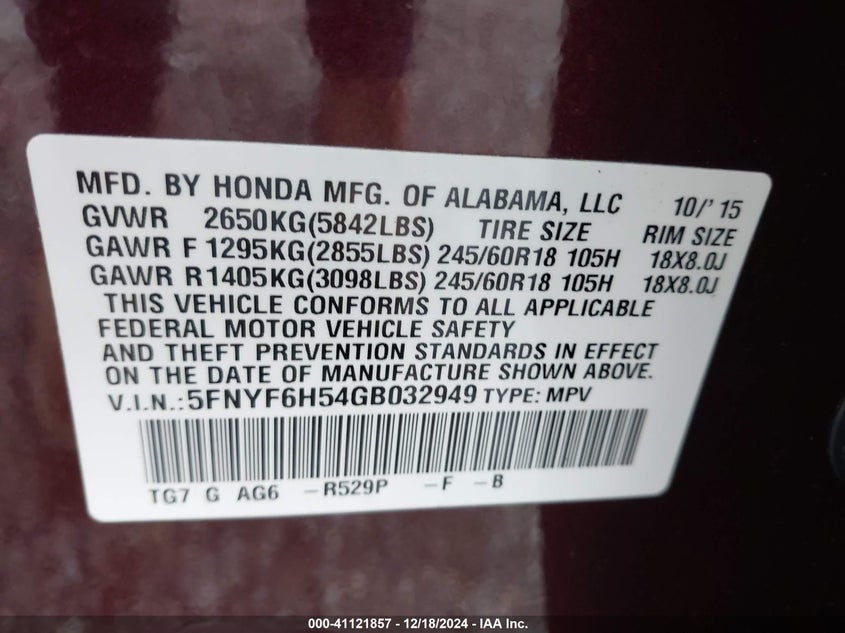 MFD. BY HONDA MFG. OF ALABAMA, LLC 10/'15
GVWR 2650KG(5842LBS) TIRE SIZE RIM SIZE
GAWR F 1295KG(2855LBS) 245/60R18 105H 18X8.0J
GAWR R 1405KG(3098LBS) 245/60R18 105H 18X8.0J
THIS VEHICLE CONFORMS TO ALL APPLICABLE
FEDERAL MOTOR VEHICLE SAFETY
AND THEFT PREVENTION STANDARDS IN EFFECT
ON THE DATE OF MANUFACTURE SHOWN ABOVE.
V.I.N.:5FNYF6H54GB032949 TYPE: MPV
TG7 G AG6 -R529P -F -B
000-41121857 - 12/18/2024 - IAA Inc.